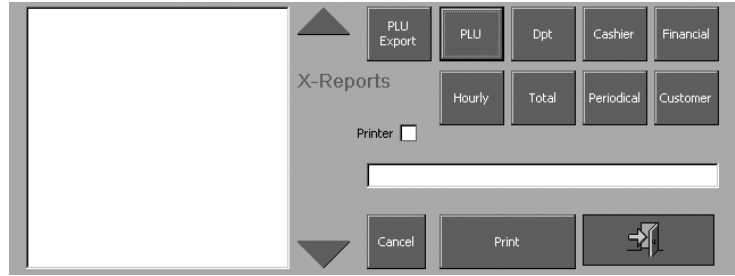 PLU
Export
PLU
Dpt
Cashier
Financial
X-Reports
Hourly
Total
Periodical
Customer
Printer
Cancel
Print